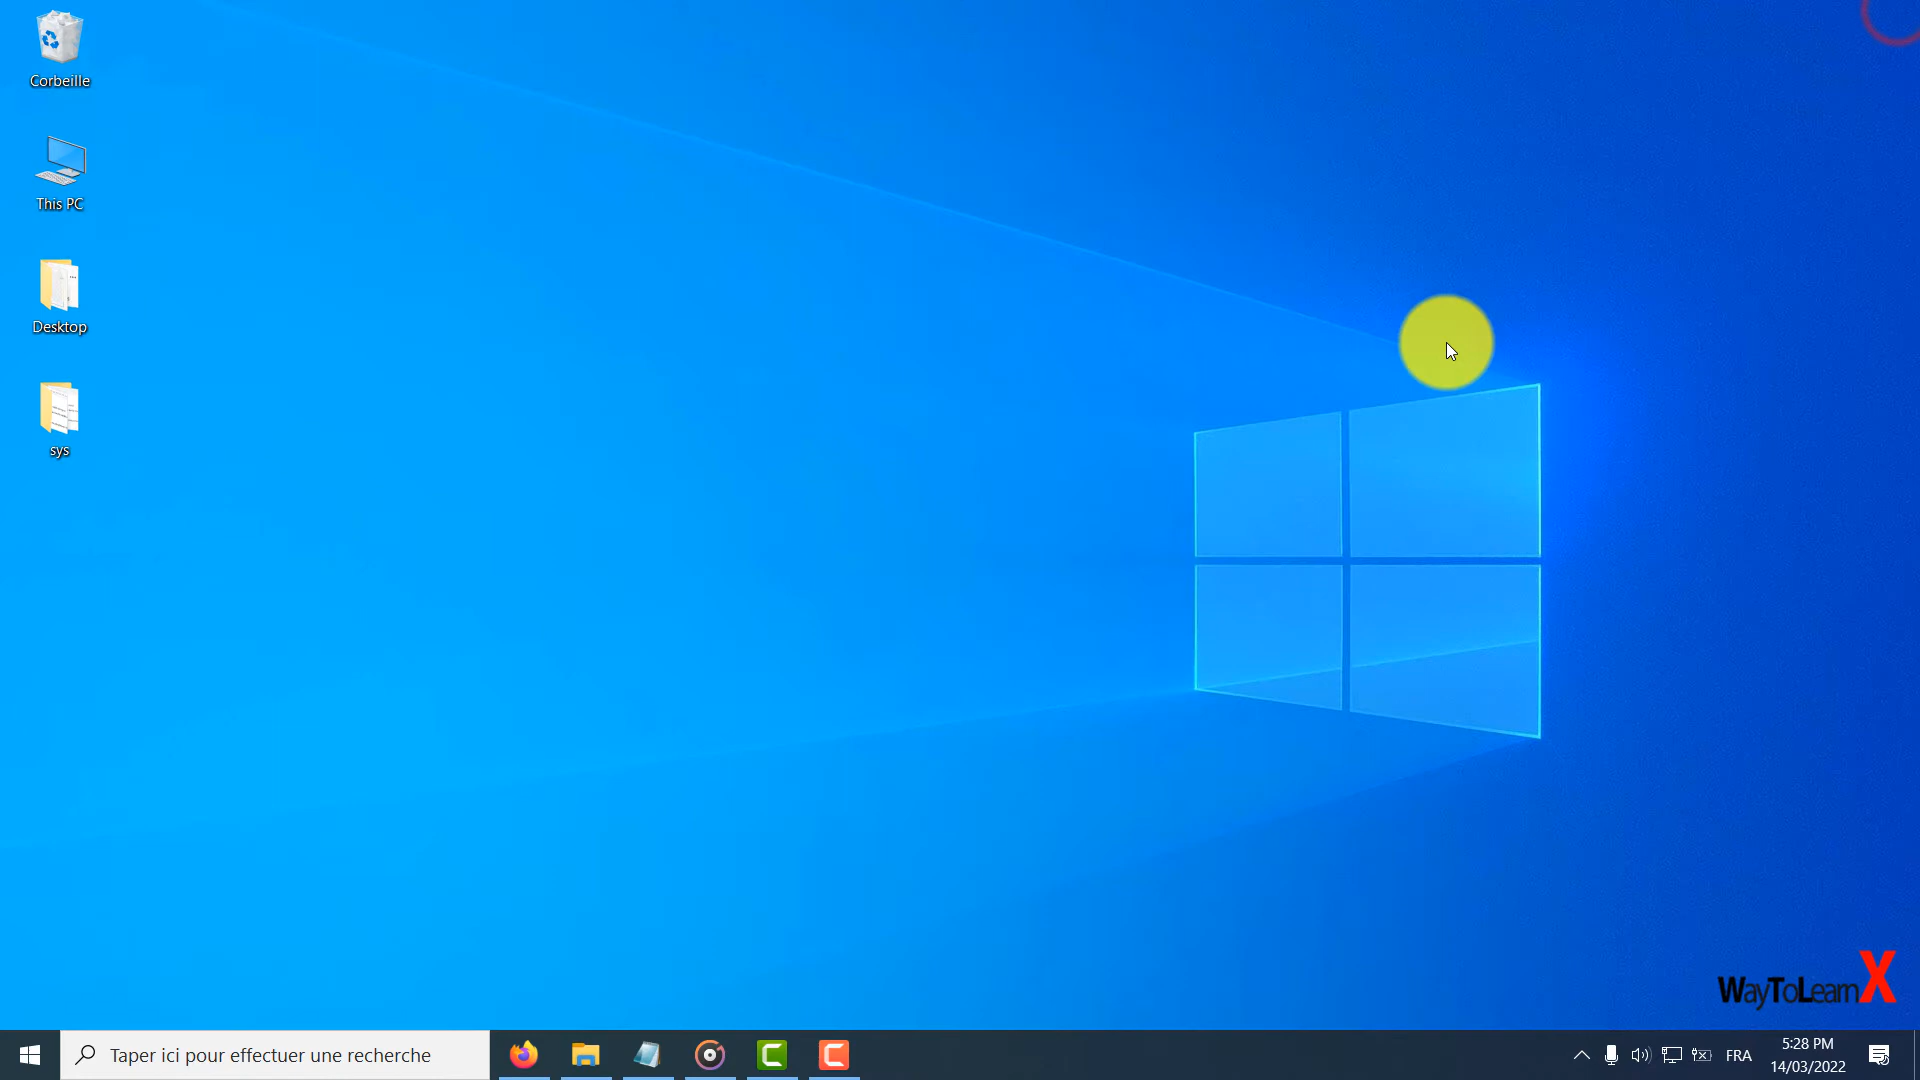 Corbeille
This PC
Desktop
sys
WayToLearnX
Taper ici pour effectuer une recherche
FRA
5:28 PM
14/03/2022